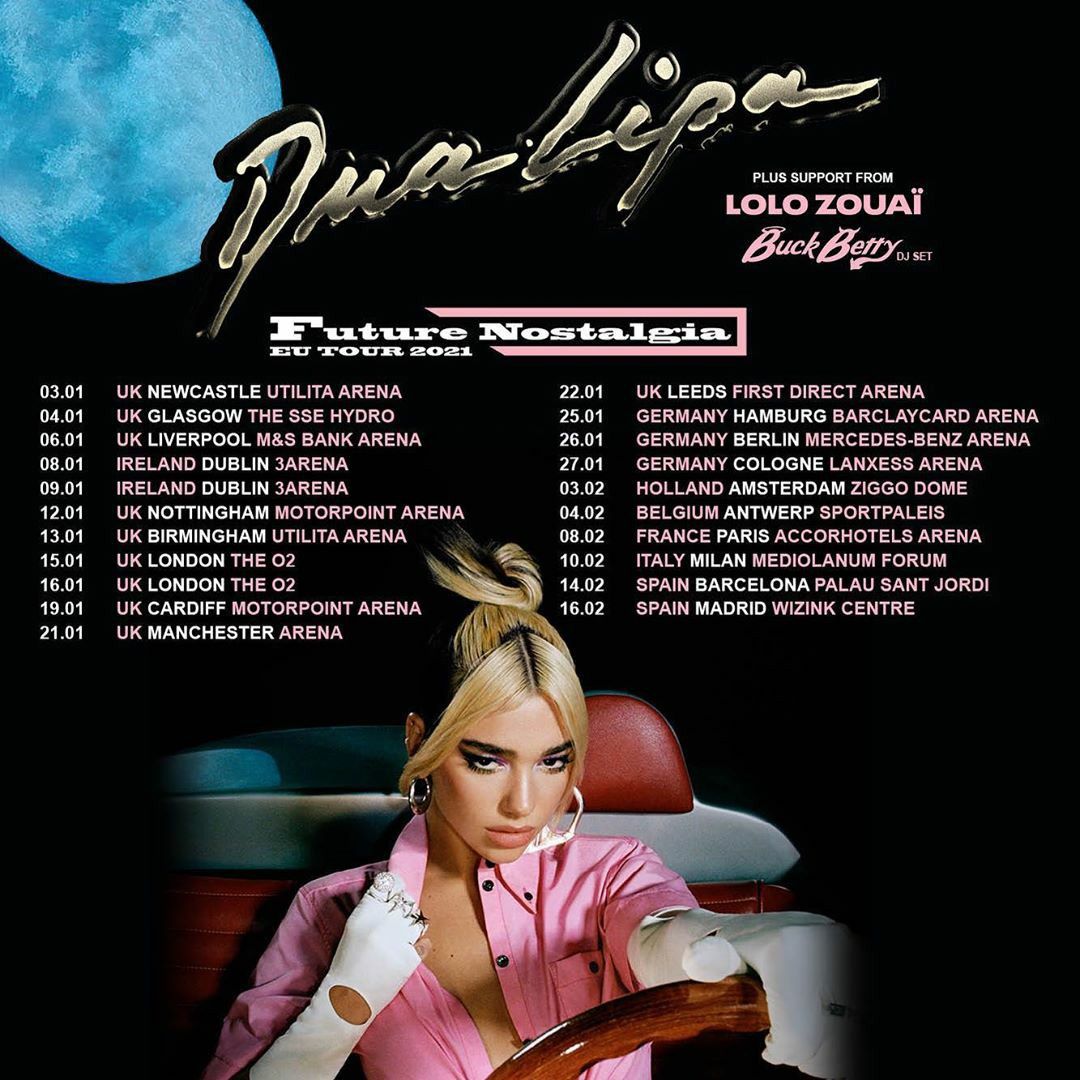 Dua Lipa
PLUS SUPPORT FROM
LOLO ZOUAÏ
Buck Betty DJ SET
Future Nostalgia
EU TOUR 2021
03.01 UK NEWCASTLE UTILITA ARENA
04.01 UK GLASGOW THE SSE HYDRO
06.01 UK LIVERPOOL M&S BANK ARENA
08.01 IRELAND DUBLIN 3ARENA
09.01 IRELAND DUBLIN 3ARENA
12.01 UK NOTTINGHAM MOTORPOINT ARENA
13.01 UK BIRMINGHAM UTILITA ARENA
15.01 UK LONDON THE O2
16.01 UK LONDON THE O2
19.01 UK CARDIFF MOTORPOINT ARENA
21.01 UK MANCHESTER ARENA
22.01 UK LEEDS FIRST DIRECT ARENA
25.01 GERMANY HAMBURG BARCLAYCARD ARENA
26.01 GERMANY BERLIN MERCEDES-BENZ ARENA
27.01 GERMANY COLOGNE LANXESS ARENA
03.02 HOLLAND AMSTERDAM ZIGGO DOME
04.02 BELGIUM ANTWERP SPORTPALEIS
08.02 FRANCE PARIS ACCORHOTELS ARENA
10.02 ITALY MILAN MEDIOLANUM FORUM
14.02 SPAIN BARCELONA PALAU SANT JORDI
16.02 SPAIN MADRID WIZINK CENTRE